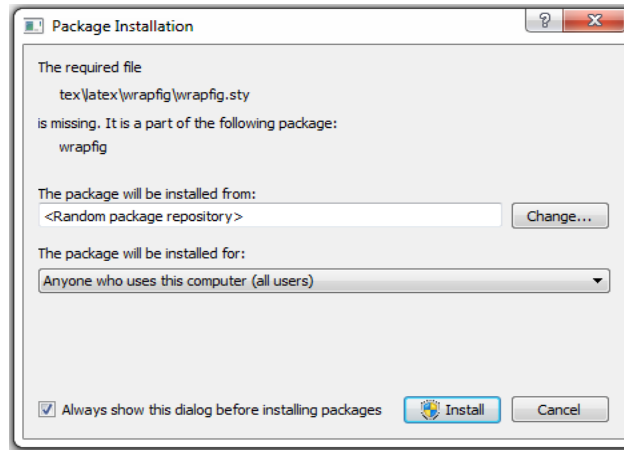 Package Installation
The required file
tex\latex\wrapfig\wrapfig.sty
is missing. It is a part of the following package:
wrapfig
The package will be installed from:
<Random package repository>
Change...
The package will be installed for:
Anyone who uses this computer (all users)
Always show this dialog before installing packages
Install
Cancel